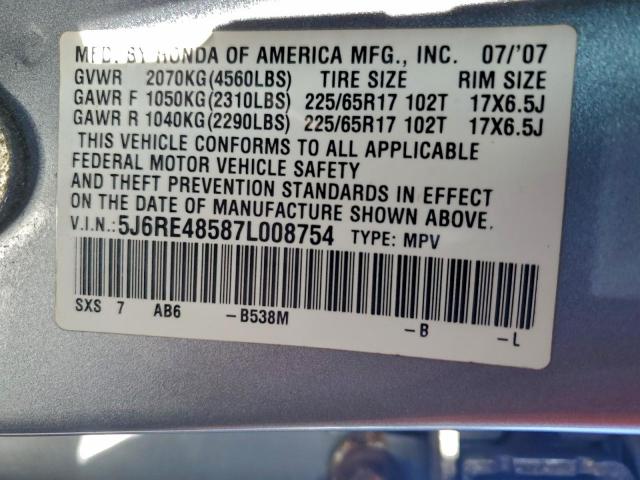 MFD. BY HONDA OF AMERICA MFG., INC. 07/'07
GVWR 2070KG(4560LBS) TIRE SIZE RIM SIZE
GAWR F 1050KG(2310LBS) 225/65R17 102T 17X6.5J
GAWR R 1040KG(2290LBS) 225/65R17 102T 17X6.5J
THIS VEHICLE CONFORMS TO ALL APPLICABLE
FEDERAL MOTOR VEHICLE SAFETY
AND THEFT PREVENTION STANDARDS IN EFFECT
ON THE DATE OF MANUFACTURE SHOWN ABOVE.
V.I.N.:5J6RE48587L008754 TYPE: MPV
SXS 7 AB6 -B538M -B -L